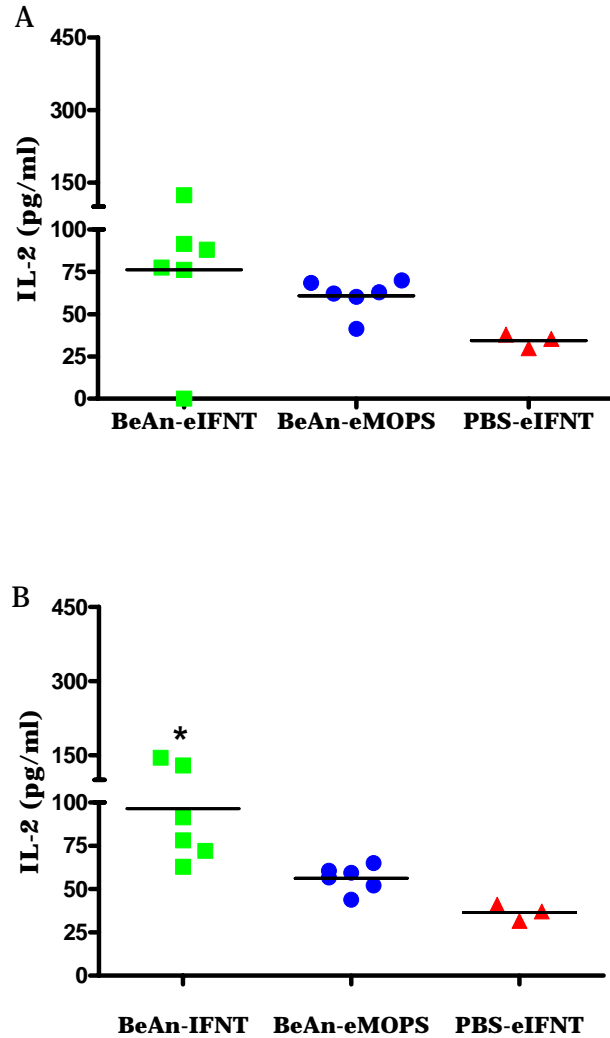 A
450
300
150
100
75
50
25
0
IL-2 (pg/ml)
BeAn-eIFNT BeAn-eMOPS PBS-eIFNT
B
450
300
*
150
100
75
50
25
0
IL-2 (pg/ml)
BeAn-IFNT BeAn-eMOPS PBS-eIFNT